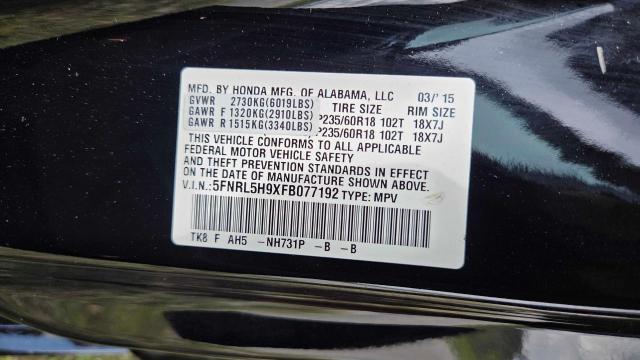 MFD. BY HONDA MFG. OF ALABAMA, LLC 03/'15
GVWR 2730KG(6019LBS) TIRE SIZE RIM SIZE
GAWR F 1320KG(2910LBS) P235/60R18 102T 18X7J
GAWR R 1515KG(3340LBS) P235/60R18 102T 18X7J
THIS VEHICLE CONFORMS TO ALL APPLICABLE
FEDERAL MOTOR VEHICLE SAFETY
AND THEFT PREVENTION STANDARDS IN EFFECT
ON THE DATE OF MANUFACTURE SHOWN ABOVE.
V.I.N.: 5FNRL5H9XFB077192 TYPE: MPV
TK8 F AH5 -NH731P -B -B